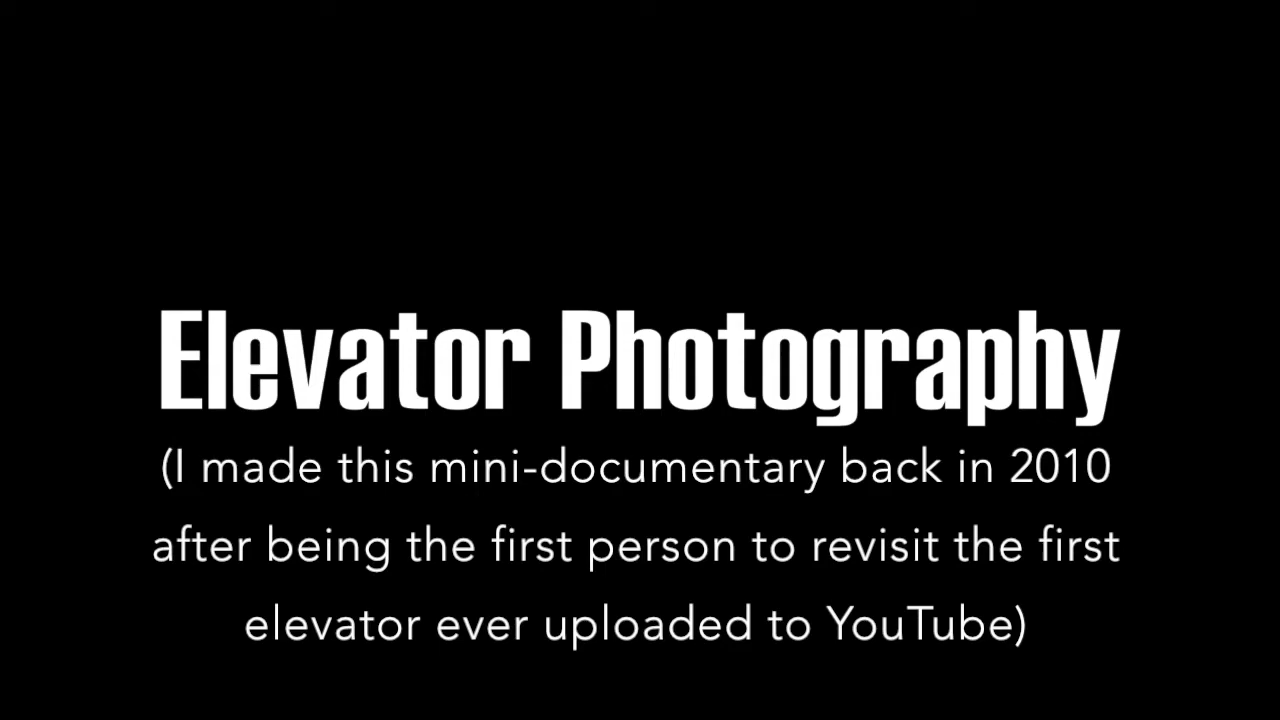 Elevator Photography
(I made this mini-documentary back in 2010
after being the first person to revisit the first
elevator ever uploaded to YouTube)